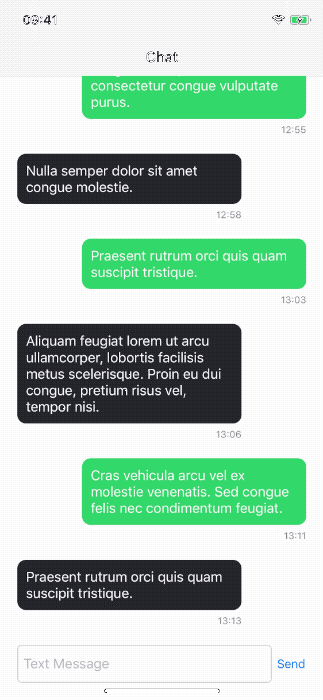 09:41
Chat
consectetur congue vulputate
purus.
12:55
Nulla semper dolor sit amet
congue molestie.
12:58
Praesent rutrum orci quis quam
suscipit tristique.
13:03
Aliquam feugiat lorem ut arcu
ullamcorper, lobortis facilisis
metus scelerisque. Proin eu dui
congue, pretium risus vel,
tempor nisi.
13:06
Cras vehicula arcu vel ex
molestie venenatis. Sed congue
felis nec condimentum feugiat.
13:11
Praesent rutrum orci quis quam
suscipit tristique.
13:13
Text Message
Send